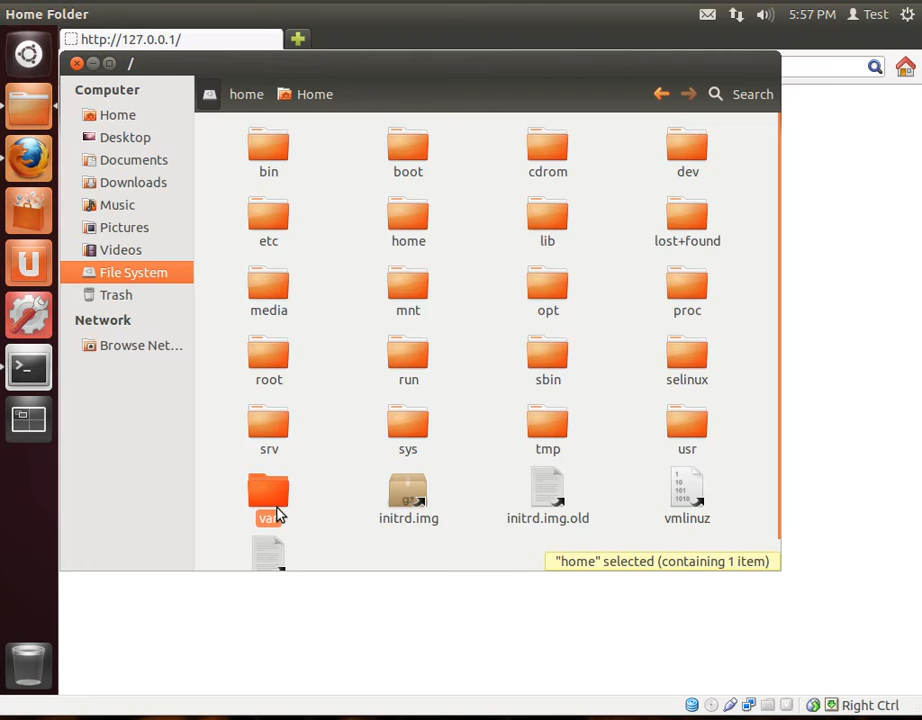 Home Folder
5:57 PM
Test
http://127.0.0.1/
/
Computer
Home
Desktop
Documents
Downloads
Music
Pictures
Videos
File System
Trash
Network
Browse Net...
home
Home
Search
bin
boot
cdrom
dev
etc
home
lib
lost+found
media
mnt
opt
proc
root
run
sbin
selinux
srv
sys
tmp
usr
var
initrd.img
initrd.img.old
vmlinuz
"home" selected (containing 1 item)
Right Ctrl